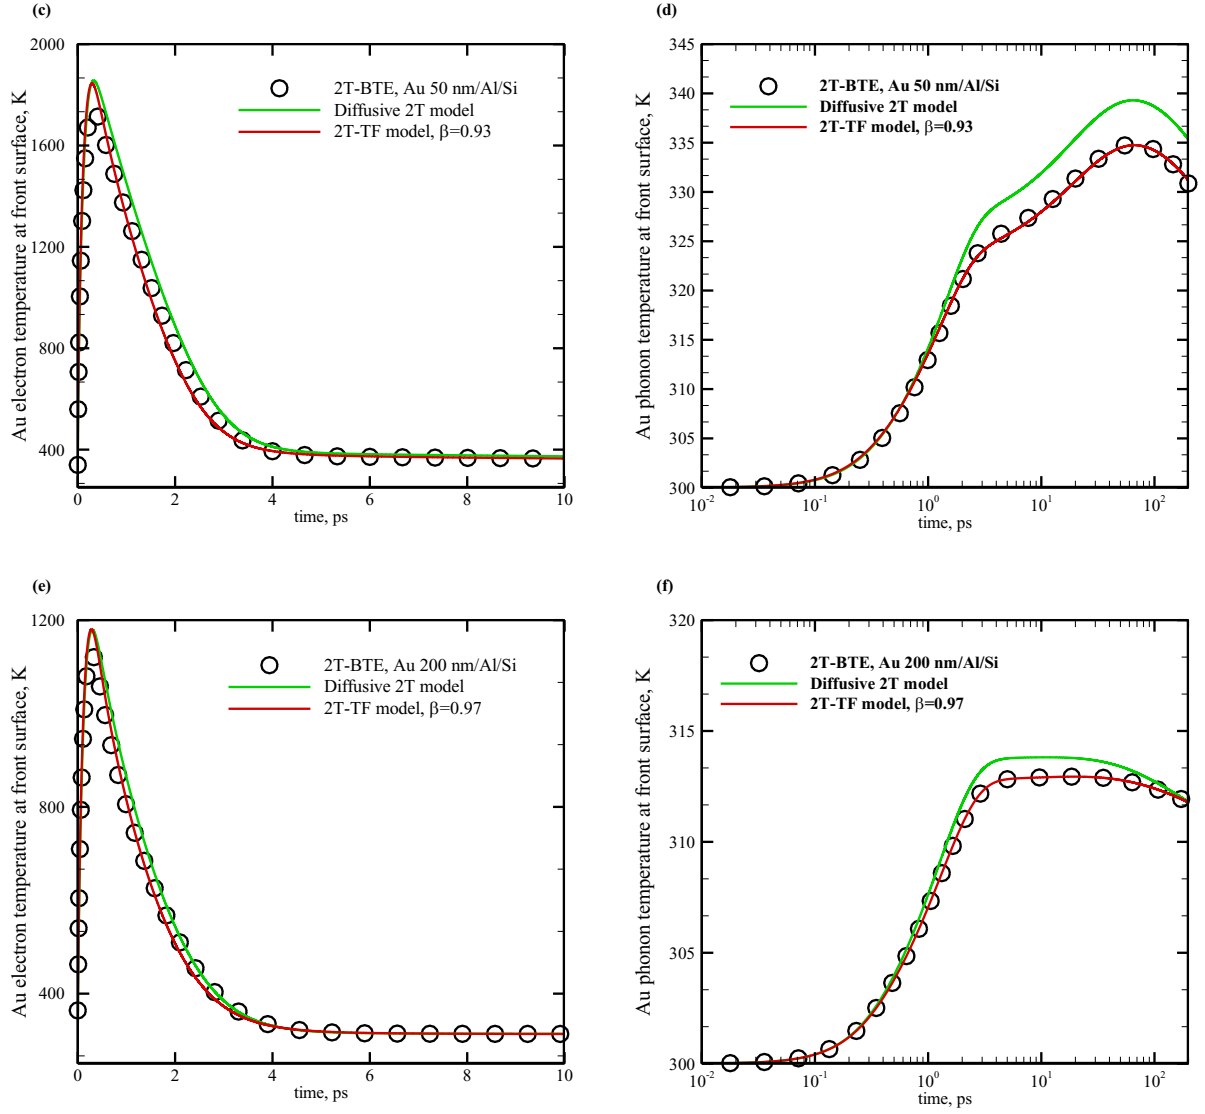 (c)
2000
1600
1200
800
400
0
2
4
6
8
10
time, ps
Au electron temperature at front surface, K
2T-BTE, Au 50 nm/Al/Si
Diffusive 2T model
2T-TF model, β=0.93
(d)
345
340
335
330
325
320
315
310
305
300
10-2
10-1
100
101
102
time, ps
Au phonon temperature at front surface, K
2T-BTE, Au 50 nm/Al/Si
Diffusive 2T model
2T-TF model, β=0.93
(e)
1200
800
400
0
2
4
6
8
10
time, ps
Au electron temperature at front surface, K
2T-BTE, Au 200 nm/Al/Si
Diffusive 2T model
2T-TF model, β=0.97
(f)
320
315
310
305
300
10-2
10-1
100
101
102
time, ps
Au phonon temperature at front surface, K
2T-BTE, Au 200 nm/Al/Si
Diffusive 2T model
2T-TF model, β=0.97